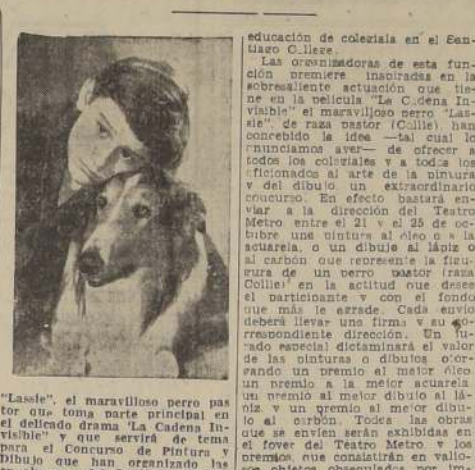 "Lassie", el maravilloso perro pas
tor que toma parte principal en
el delicado drama "La Cadena In-
visible" y que servirá de tema
para el Concurso de Pintura y
Dibujo que han organizado las
educación de colegiala en el San-
tiago College.
Las organizadoras de esta fun-
ción premiere inspiradas en la
sobresaliente actuación que tie-
ne en la película "La Cadena In-
visible" el maravilloso perro "Las-
sie", de raza pastor (Collie), han
concebido la idea —tal cual lo
enunciamos ayer— de ofrecer a
todos los colegiales y a todos los
aficionados al arte de la pintura
y del dibujo, un extraordinario
concurso. En efecto bastará en-
viar a la dirección del Teatro
Metro entre el 21 y el 25 de oc-
tubre una pintura al óleo o a la
acuarela, o un dibujo al lápiz o
al carbón que represente la figu-
gura de un perro pastor (raza
Collie) en la actitud que desee
el participante y con el fondo
que más le agrade. Cada envío
deberá llevar una firma y su co-
rrespondiente dirección. Un ju-
rado especial dictaminará el valor
de las pinturas o dibujos otor-
gando un premio al mejor óleo,
un premio a la mejor acuarela,
un premio al mejor dibujo al lá-
piz y un premio al mejor dibu-
jo al carbón. Todas las obras
que se envíen serán exhibidas en
el foyer del Teatro Metro y los
premios, que consistirán en valio-
sos objetos obsequiados por